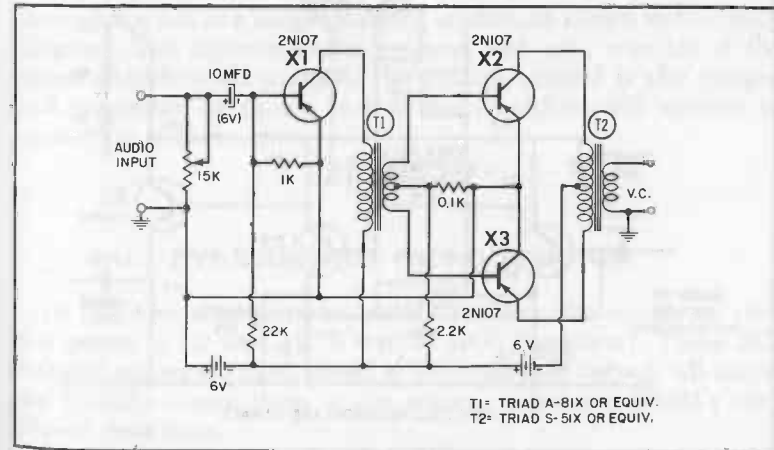 2N107
X1
2N107
X2
10MFD
(6V)
T1
T2
AUDIO
INPUT
15K
1K
0.1K
V.C.
X3
2N107
22K
2.2K
6V
6V
T1= TRIAD A-81X OR EQUIV.
T2= TRIAD S-51X OR EQUIV.